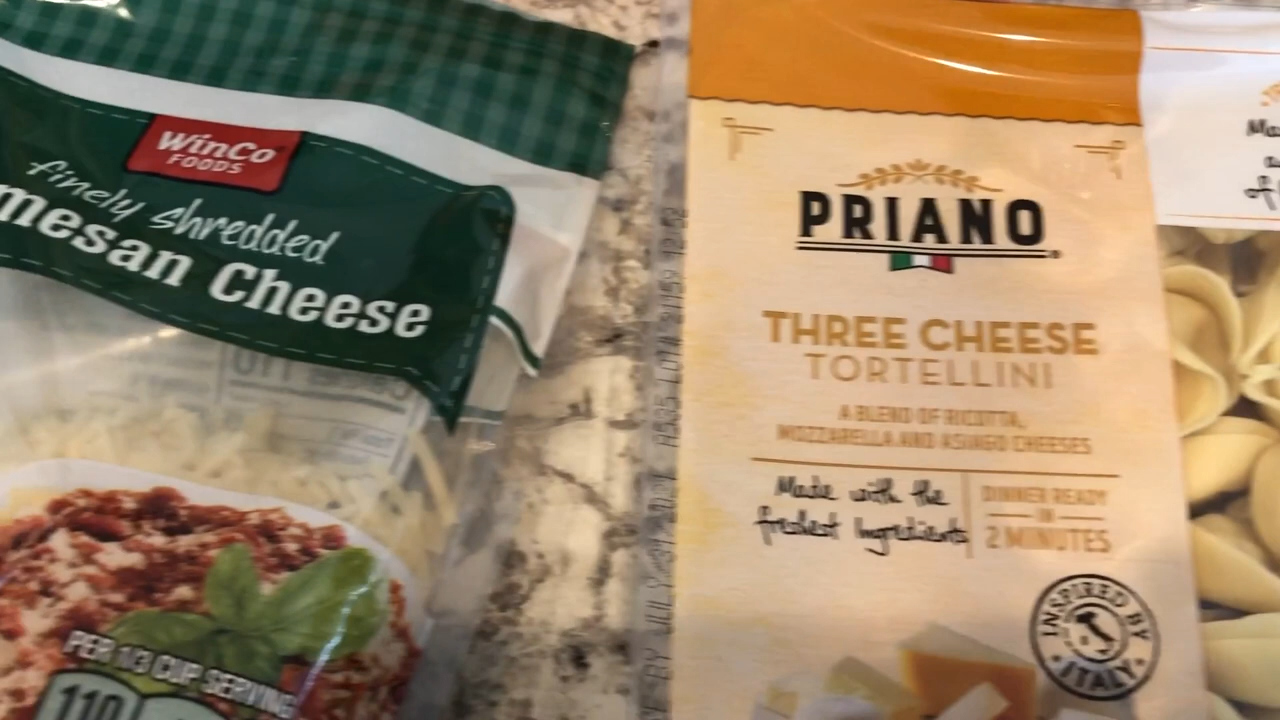 WinCo
FOODS
finely shredded
mesan Cheese
PER 1/3 CUP SERVING
110
PRIANO
THREE CHEESE
TORTELLINI
A BLEND OF RICOTTA,
MOZZARELLA AND ASIAGO CHEESES
Made with the
freshest Ingredients
DINNER READY
IN
2 MINUTES
INSPIRED BY
ITALY